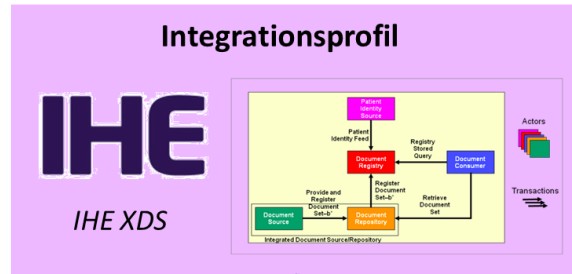 Integrationsprofil
IHE
IHE XDS
Patient
Identity
Source
Patient
Identity Feed
Registry
Stored
Query
Document
Registry
Document
Consumer
Provide and
Register
Document
Set–b'
Register
Document
Set–b'
Retrieve
Document
Set
Document
Source
Document
Repository
Integrated Document Source/Repository
Actors
Transactions